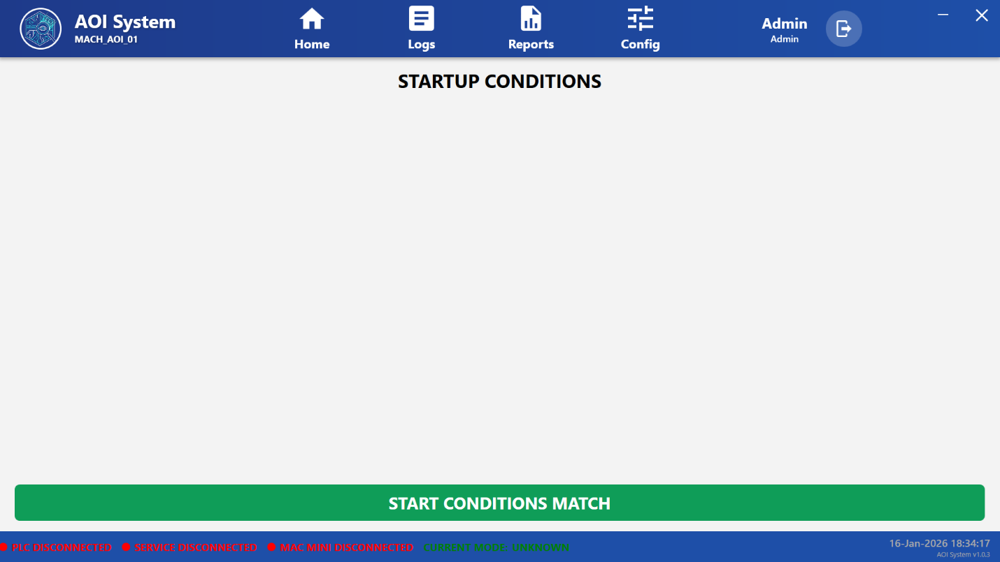 AOI System
MACH_AOI_01
Home
Logs
Reports
Config
Admin
Admin
STARTUP CONDITIONS
START CONDITIONS MATCH
PLC DISCONNECTED
SERVICE DISCONNECTED
MAC MINI DISCONNECTED
CURRENT MODE: UNKNOWN
16-Jan-2026 18:34:17
AOI System v1.0.3